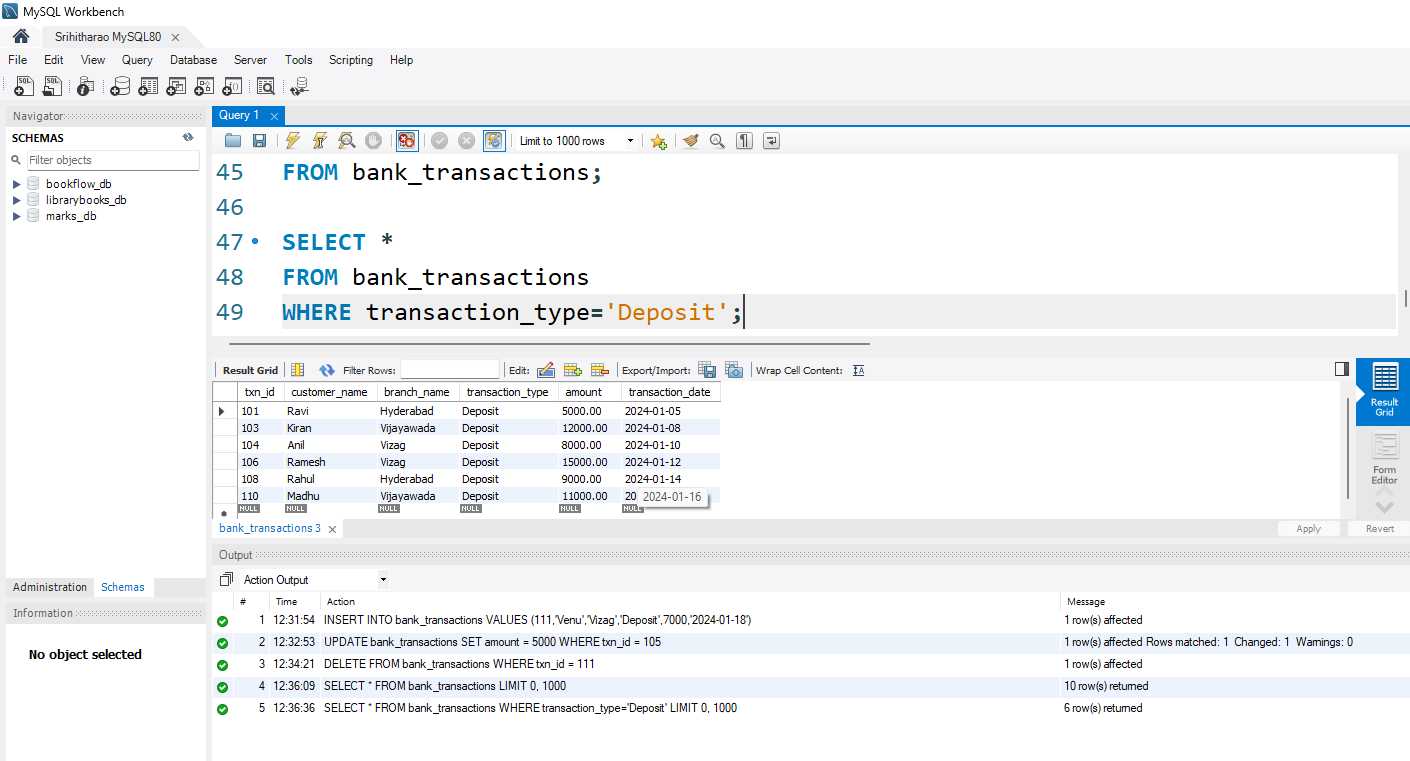 MySQL Workbench
Srihitharao MySQL80
File Edit View Query Database Server Tools Scripting Help
Navigator
SCHEMAS
Filter objects
bookflow_db
librarybooks_db
marks_db
Administration Schemas
Information
No object selected
Query 1
Limit to 1000 rows
45 FROM bank_transactions;
46
47 SELECT *
48 FROM bank_transactions
49 WHERE transaction_type='Deposit';
Result Grid Filter Rows: Edit: Export/Import: Wrap Cell Content:
txn_id customer_name branch_name transaction_type amount transaction_date
101 Ravi Hyderabad Deposit 5000.00 2024-01-05
103 Kiran Vijayawada Deposit 12000.00 2024-01-08
104 Anil Vizag Deposit 8000.00 2024-01-10
106 Ramesh Vizag Deposit 15000.00 2024-01-12
108 Rahul Hyderabad Deposit 9000.00 2024-01-14
110 Madhu Vijayawada Deposit 11000.00 20 2024-01-16
NULL NULL NULL NULL NULL NULL
Result
Grid
Form
Editor
bank_transactions 3
Apply Revert
Output
Action Output
# Time Action Message
1 12:31:54 INSERT INTO bank_transactions VALUES (111,'Venu','Vizag','Deposit',7000,'2024-01-18') 1 row(s) affected
2 12:32:53 UPDATE bank_transactions SET amount = 5000 WHERE txn_id = 105 1 row(s) affected Rows matched: 1 Changed: 1 Warnings: 0
3 12:34:21 DELETE FROM bank_transactions WHERE txn_id = 111 1 row(s) affected
4 12:36:09 SELECT * FROM bank_transactions LIMIT 0, 1000 10 row(s) returned
5 12:36:36 SELECT * FROM bank_transactions WHERE transaction_type='Deposit' LIMIT 0, 1000 6 row(s) returned